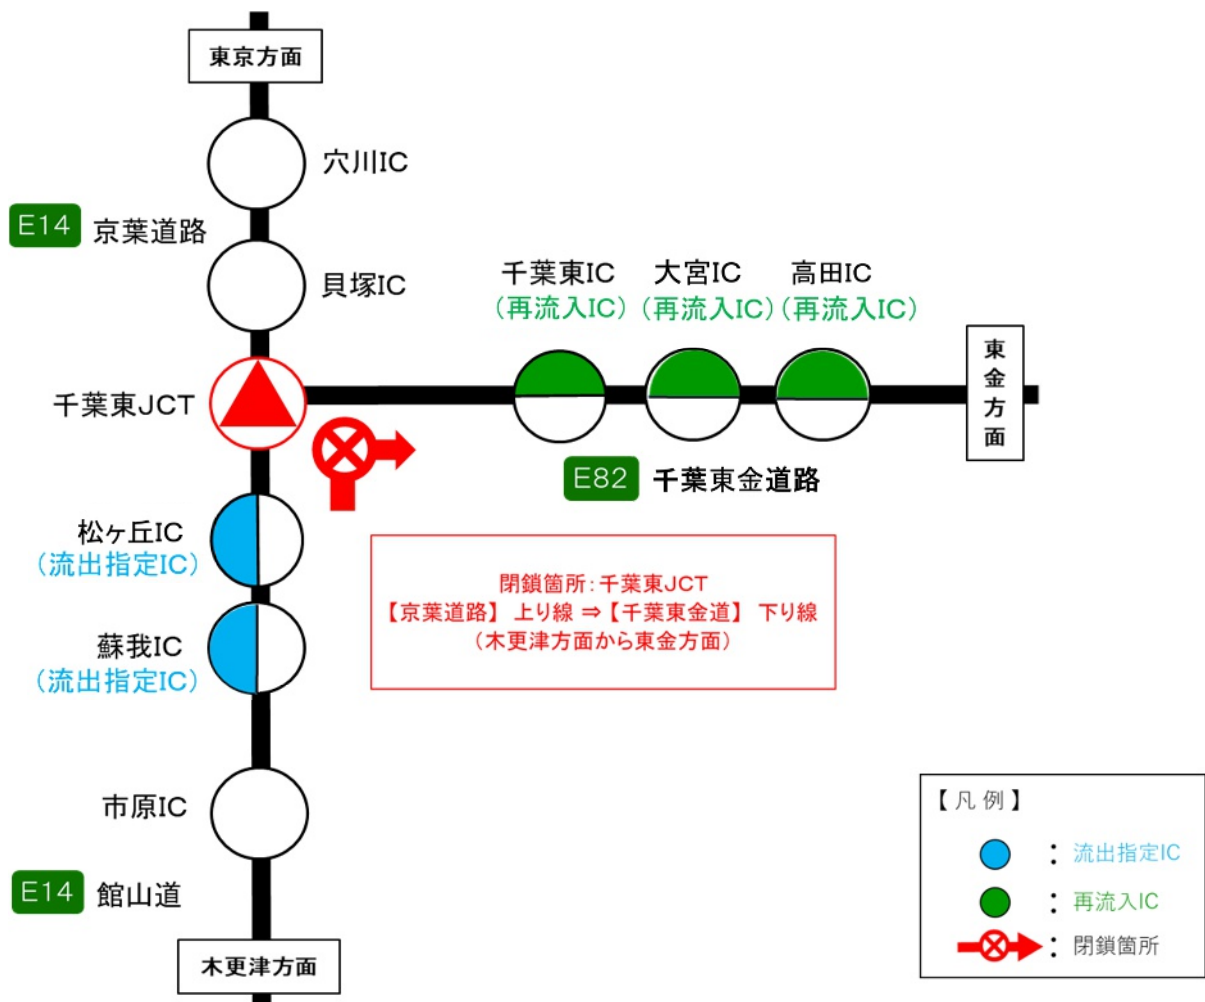 東京方面
穴川IC
E14 京葉道路
貝塚IC
千葉東IC 大宮IC 高田IC
(再流入IC) (再流入IC) (再流入IC)
東金方面
千葉東JCT
E82 千葉東金道路
松ヶ丘IC
(流出指定IC)
閉鎖箇所:千葉東JCT
【京葉道路】 上り線 ⇒【千葉東金道】 下り線
(木更津方面から東金方面)
蘇我IC
(流出指定IC)
市原IC
E14 館山道
木更津方面
【凡例】
:流出指定IC
:再流入IC
:閉鎖箇所